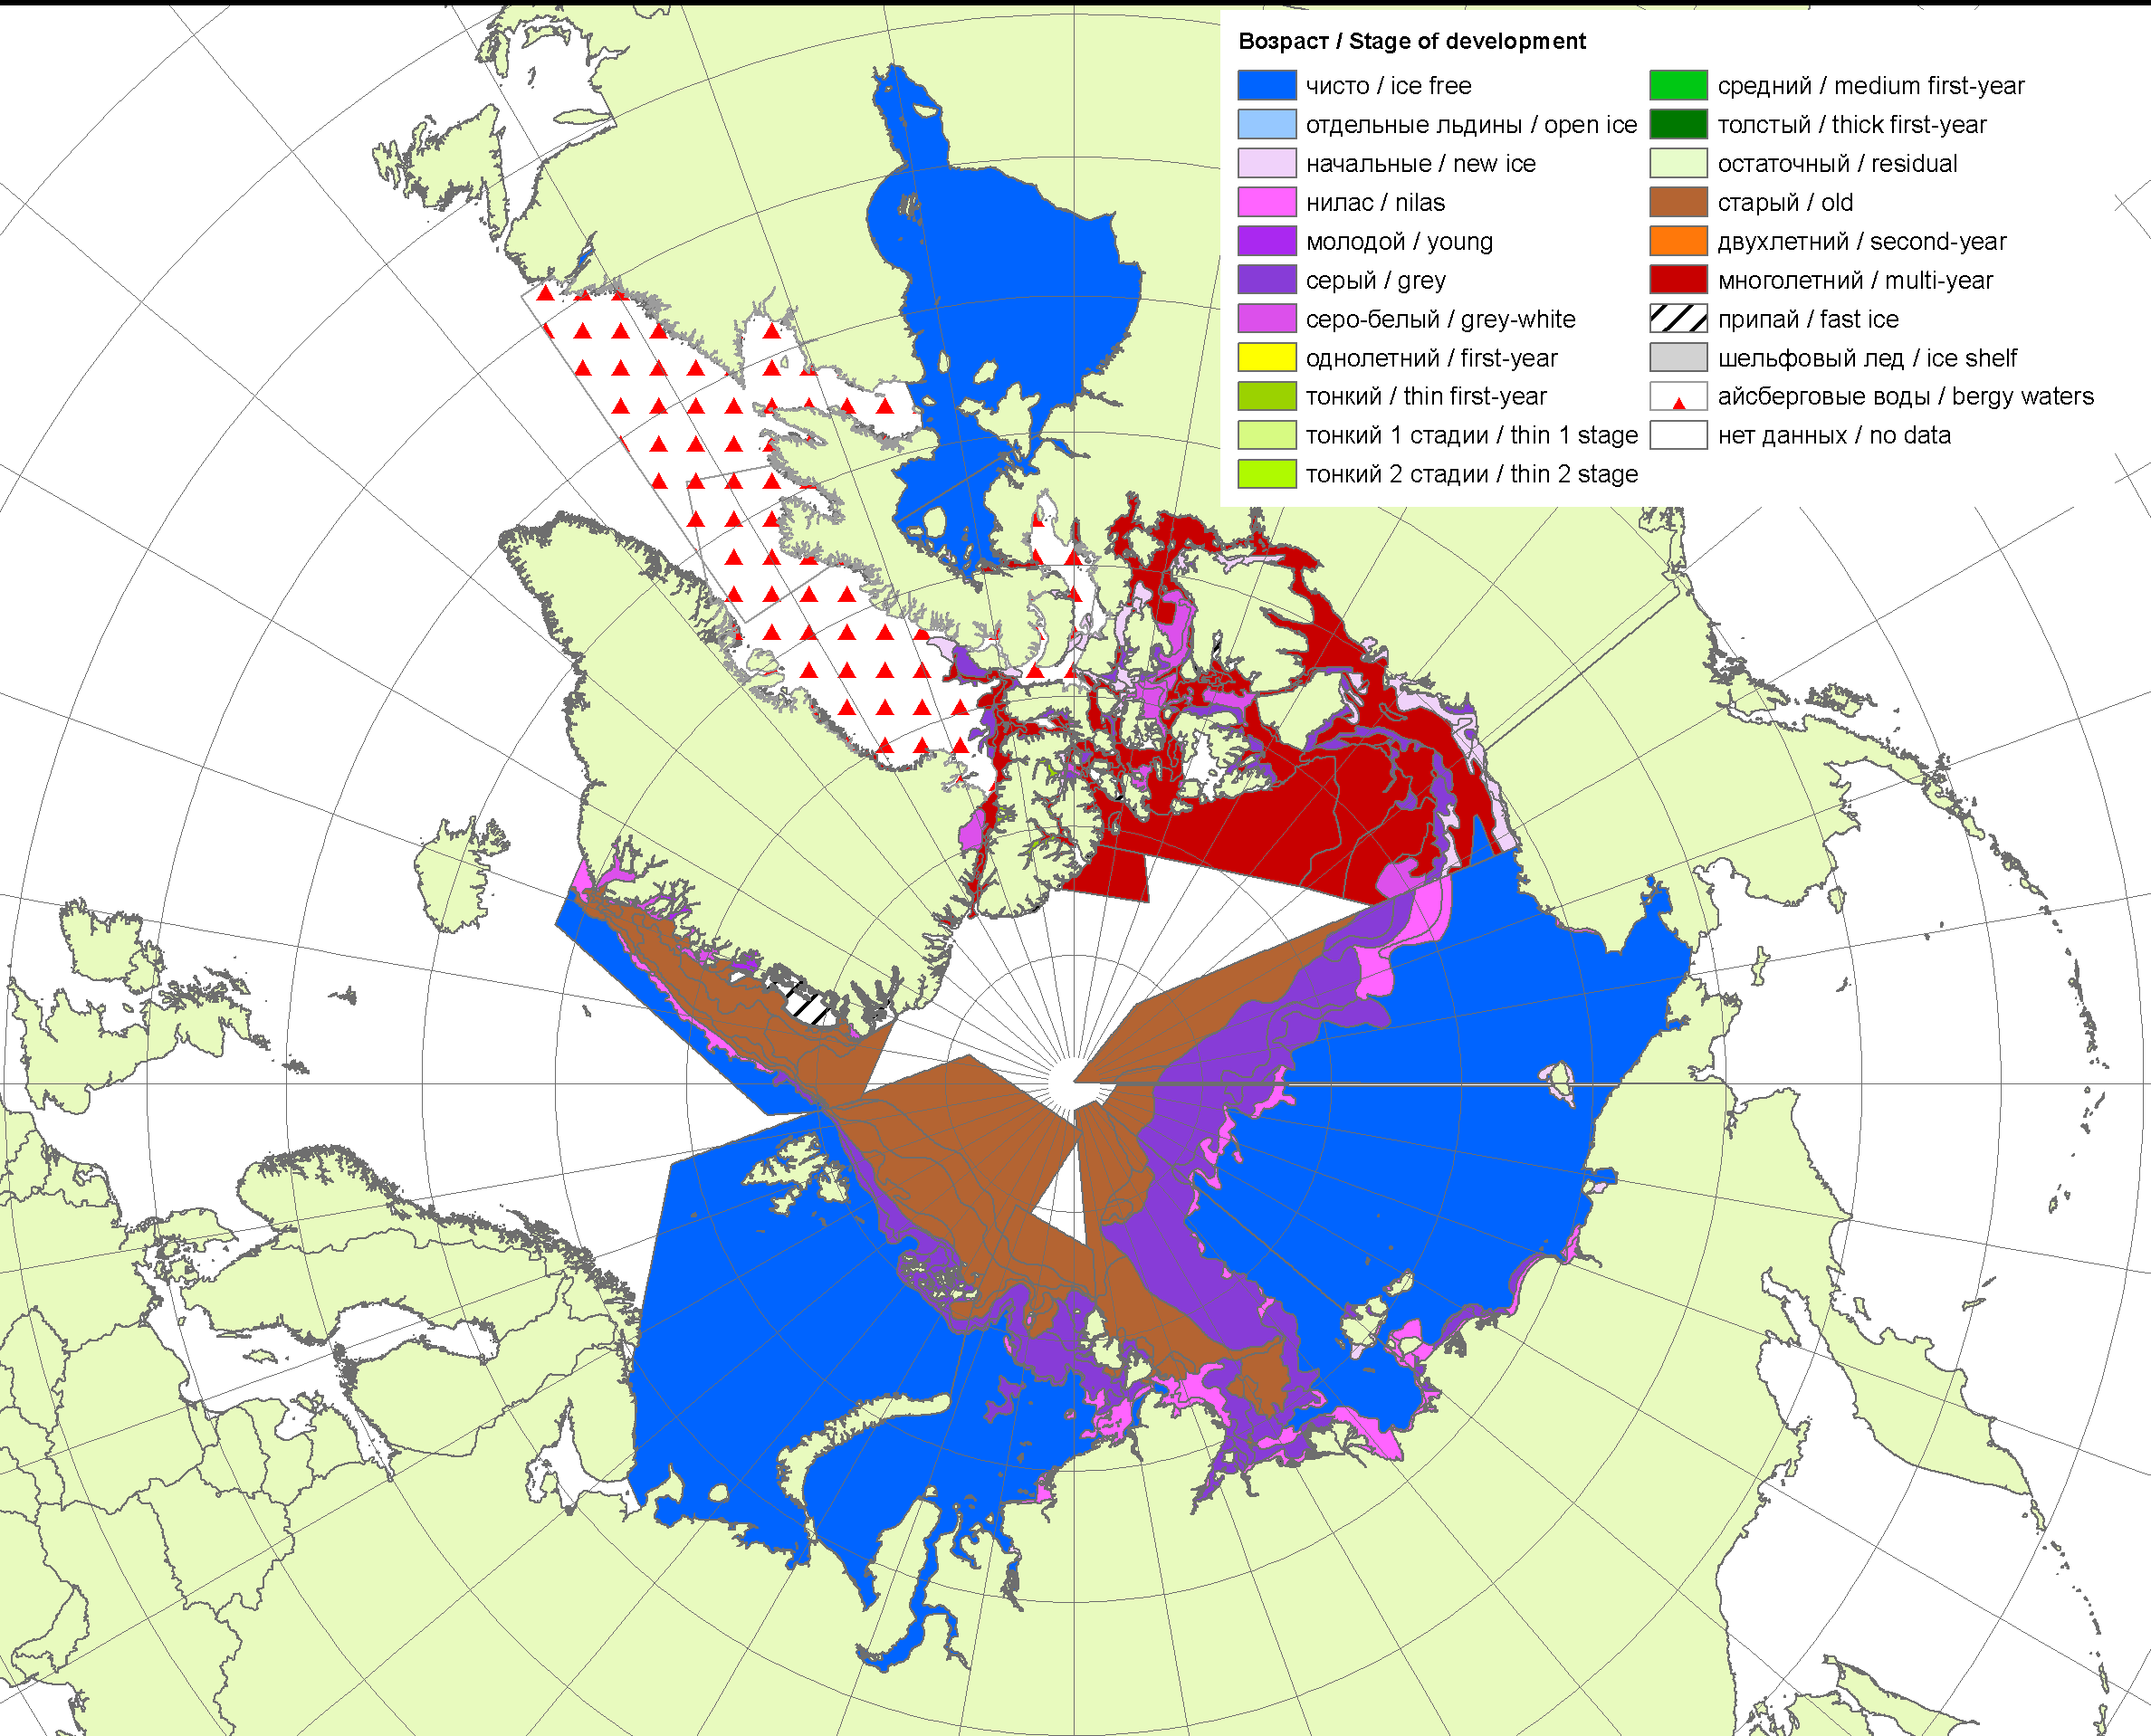 Возраст / Stage of development
чисто / ice free
отдельные льдины / open ice
начальные / new ice
нилас / nilas
молодой / young
серый / grey
серо-белый / grey-white
однолетний / first-year
тонкий / thin first-year
тонкий 1 стадии / thin 1 stage
тонкий 2 стадии / thin 2 stage
средний / medium first-year
толстый / thick first-year
остаточный / residual
старый / old
двухлетний / second-year
многолетний / multi-year
припай / fast ice
шельфовый лед / ice shelf
айсберговые воды / bergy waters
нет данных / no data